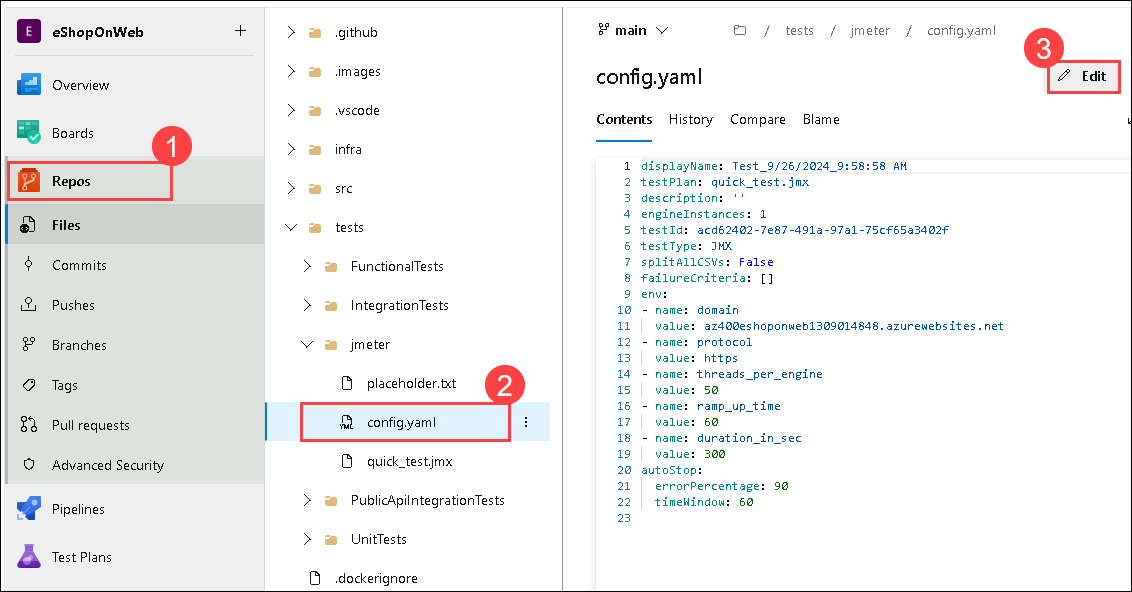 E eShopOnWeb +
Overview
Boards
1
Repos
Files
Commits
Pushes
Branches
Tags
Pull requests
Advanced Security
Pipelines
Test Plans
.github
.images
.vscode
infra
src
tests
FunctionalTests
IntegrationTests
jmeter
placeholder.txt
2
YML config.yaml
quick_test.jmx
PublicApiIntegrationTests
UnitTests
.dockerignore
main / tests / jmeter / config.yaml
3
config.yaml
Edit
Contents History Compare Blame
1 displayName: Test_9/26/2024_9:58:58 AM
2 testPlan: quick_test.jmx
3 description: ''
4 engineInstances: 1
5 testId: acd62402-7e87-491a-97a1-75cf65a3402f
6 testType: JMX
7 splitAllCSVs: False
8 failureCriteria: []
9 env:
10 - name: domain
11 value: az400eshoponweb1309014848.azurewebsites.net
12 - name: protocol
13 value: https
14 - name: threads_per_engine
15 value: 50
16 - name: ramp_up_time
17 value: 60
18 - name: duration_in_sec
19 value: 300
20 autoStop:
21 errorPercentage: 90
22 timeWindow: 60
23